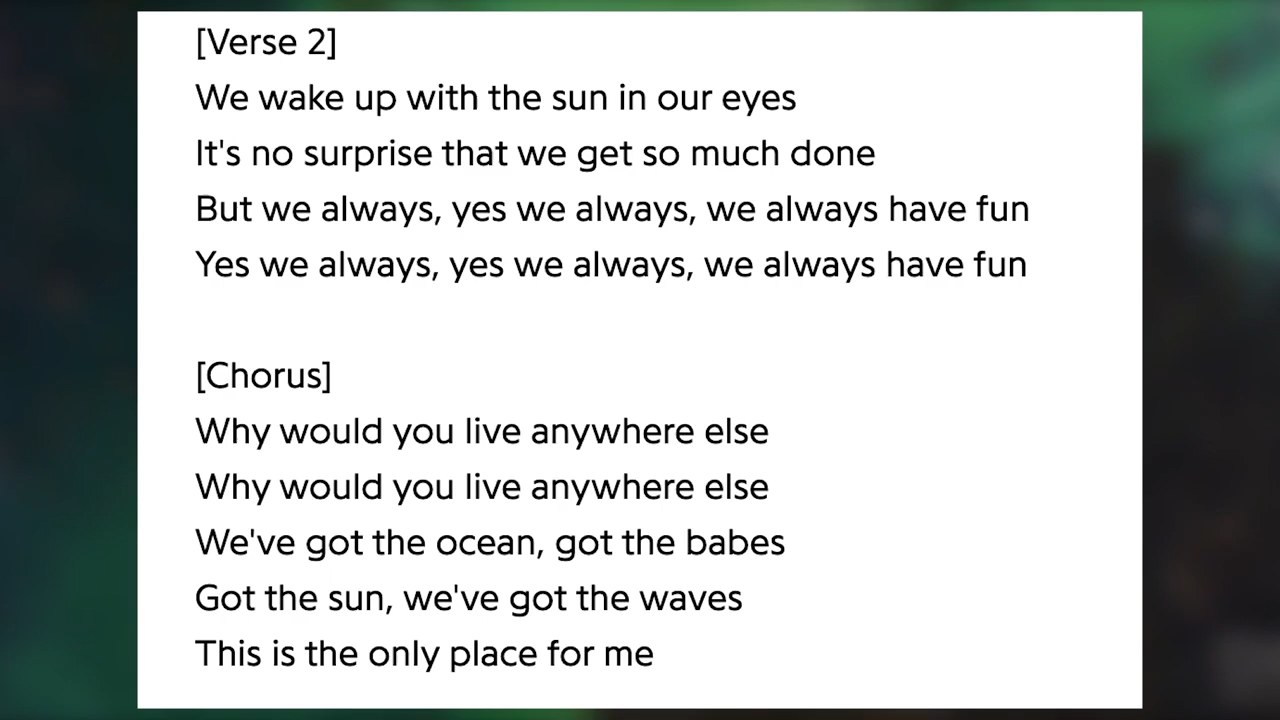 [Verse 2]
We wake up with the sun in our eyes
It's no surprise that we get so much done
But we always, yes we always, we always have fun
Yes we always, yes we always, we always have fun
[Chorus]
Why would you live anywhere else
Why would you live anywhere else
We've got the ocean, got the babes
Got the sun, we've got the waves
This is the only place for me